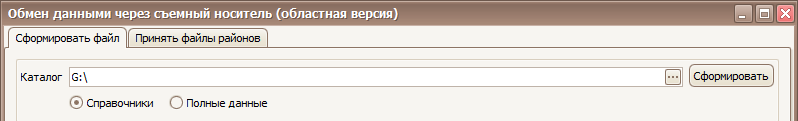 Обмен данными через съемный носитель (областная версия)
Сформировать файл Принять файлы районов
Каталог G:\ ... Сформировать
Справочники Полные данные